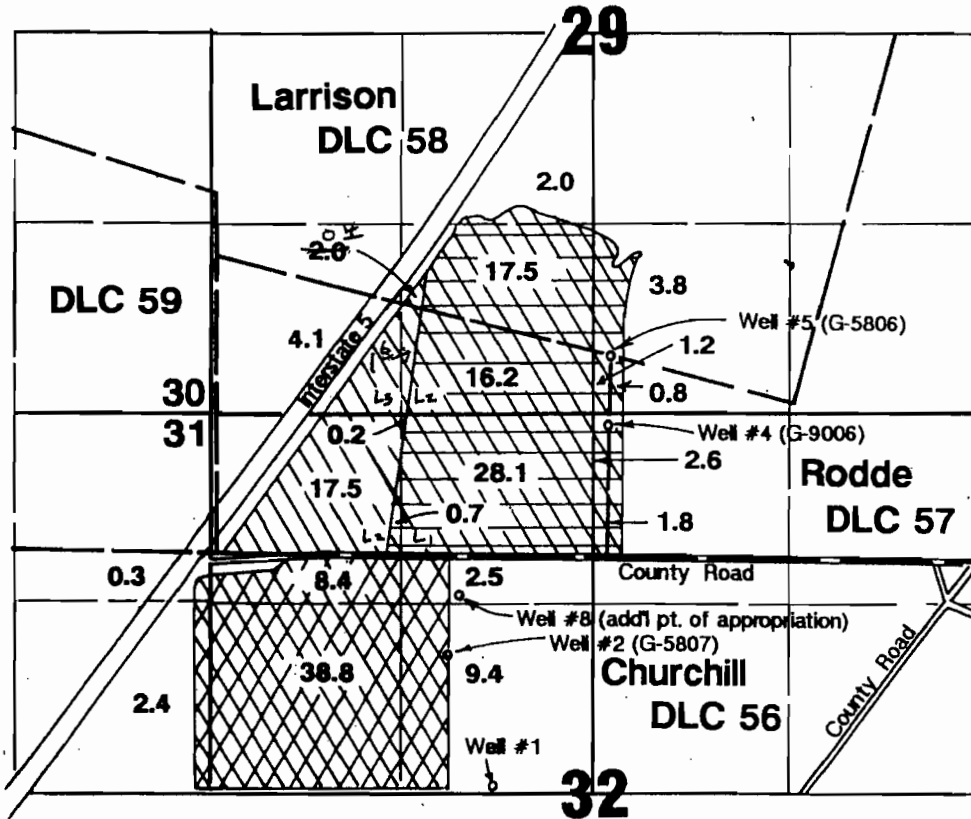 29
Larrison
DLC 58
2.0
2.0
17.5
DLC 59
3.8
Well #5 (G-5806)
4.1
Interstate 5
1.2
16.2
0.8
L3
L2
30
31
0.2
Well #4 (G-9006)
28.1
2.6
Rodde
DLC 57
17.5
0.7
1.8
L2
L1
0.3
8.4
2.5
County Road
Well #8 (add'l pt. of appropriation)
Well #2 (G-5807)
38.8
9.4
Churchill
DLC 56
2.4
County Road
Well #1
32